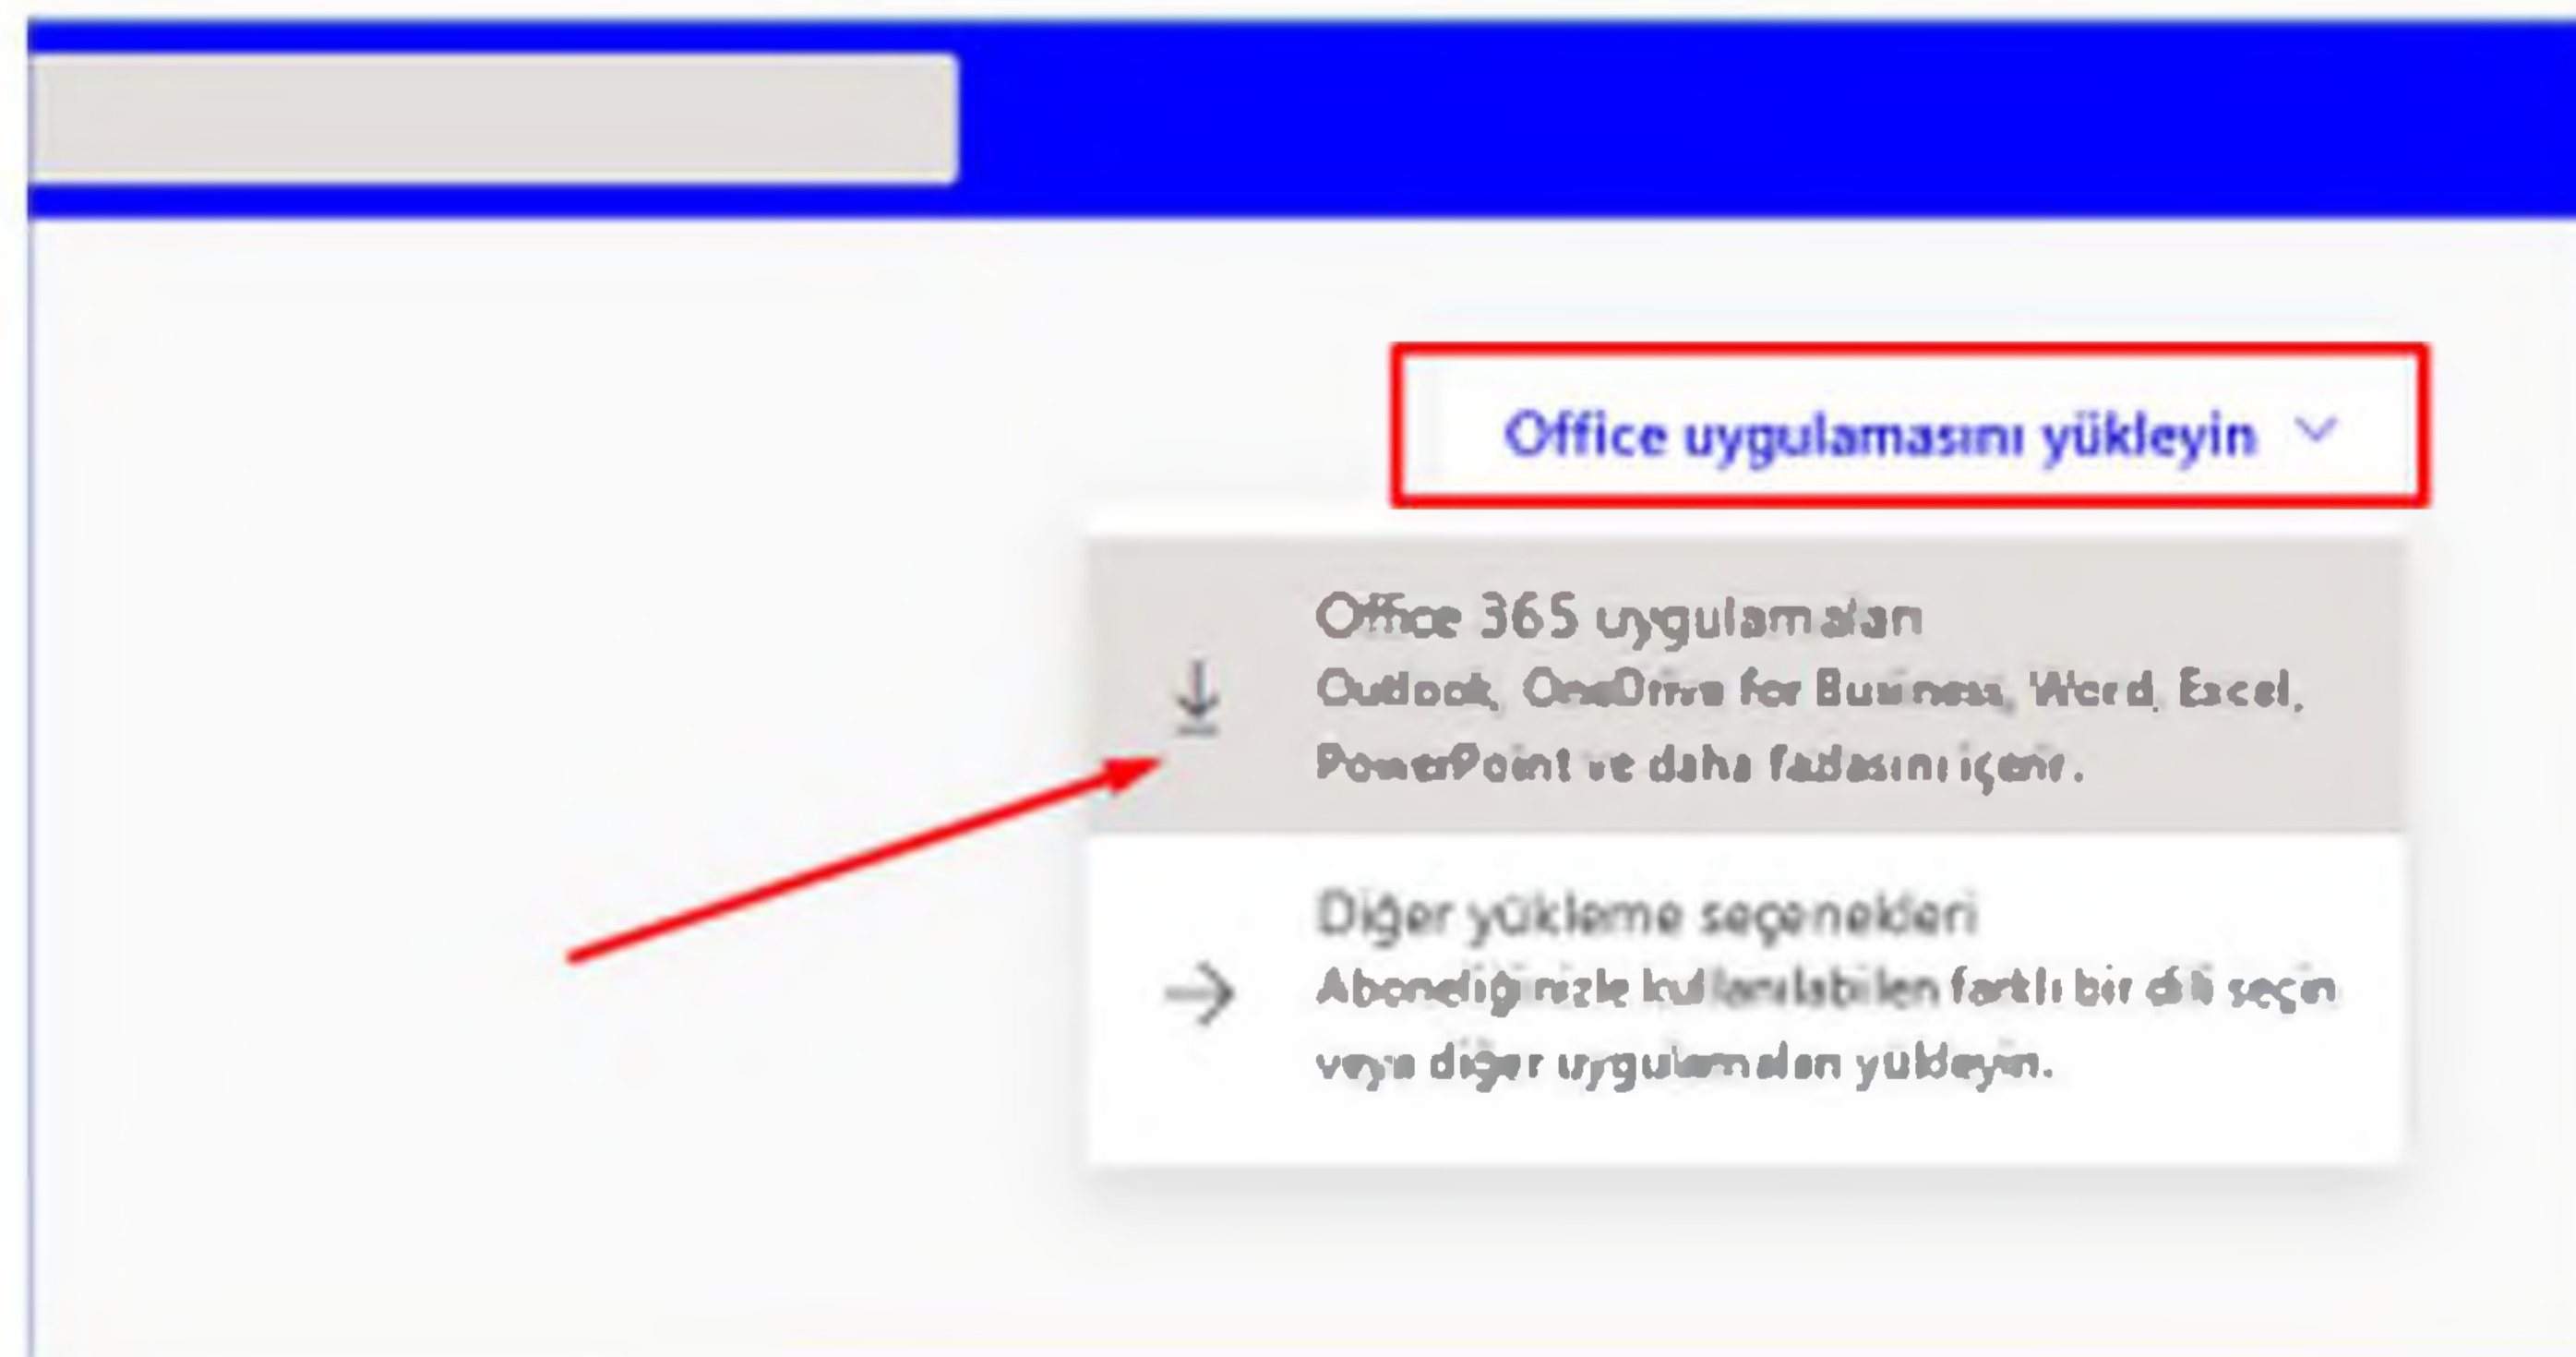 Office uygulamasını yükleyin
Office 365 uygulamaları
Outlook, OneDrive for Business, Word, Excel,
PowerPoint ve daha fazlasını içerir.
Diğer yükleme seçenekleri
Aboneliğinizle kullanılabilen farklı bir dili seçin
veya diğer uygulamaları yükleyin.